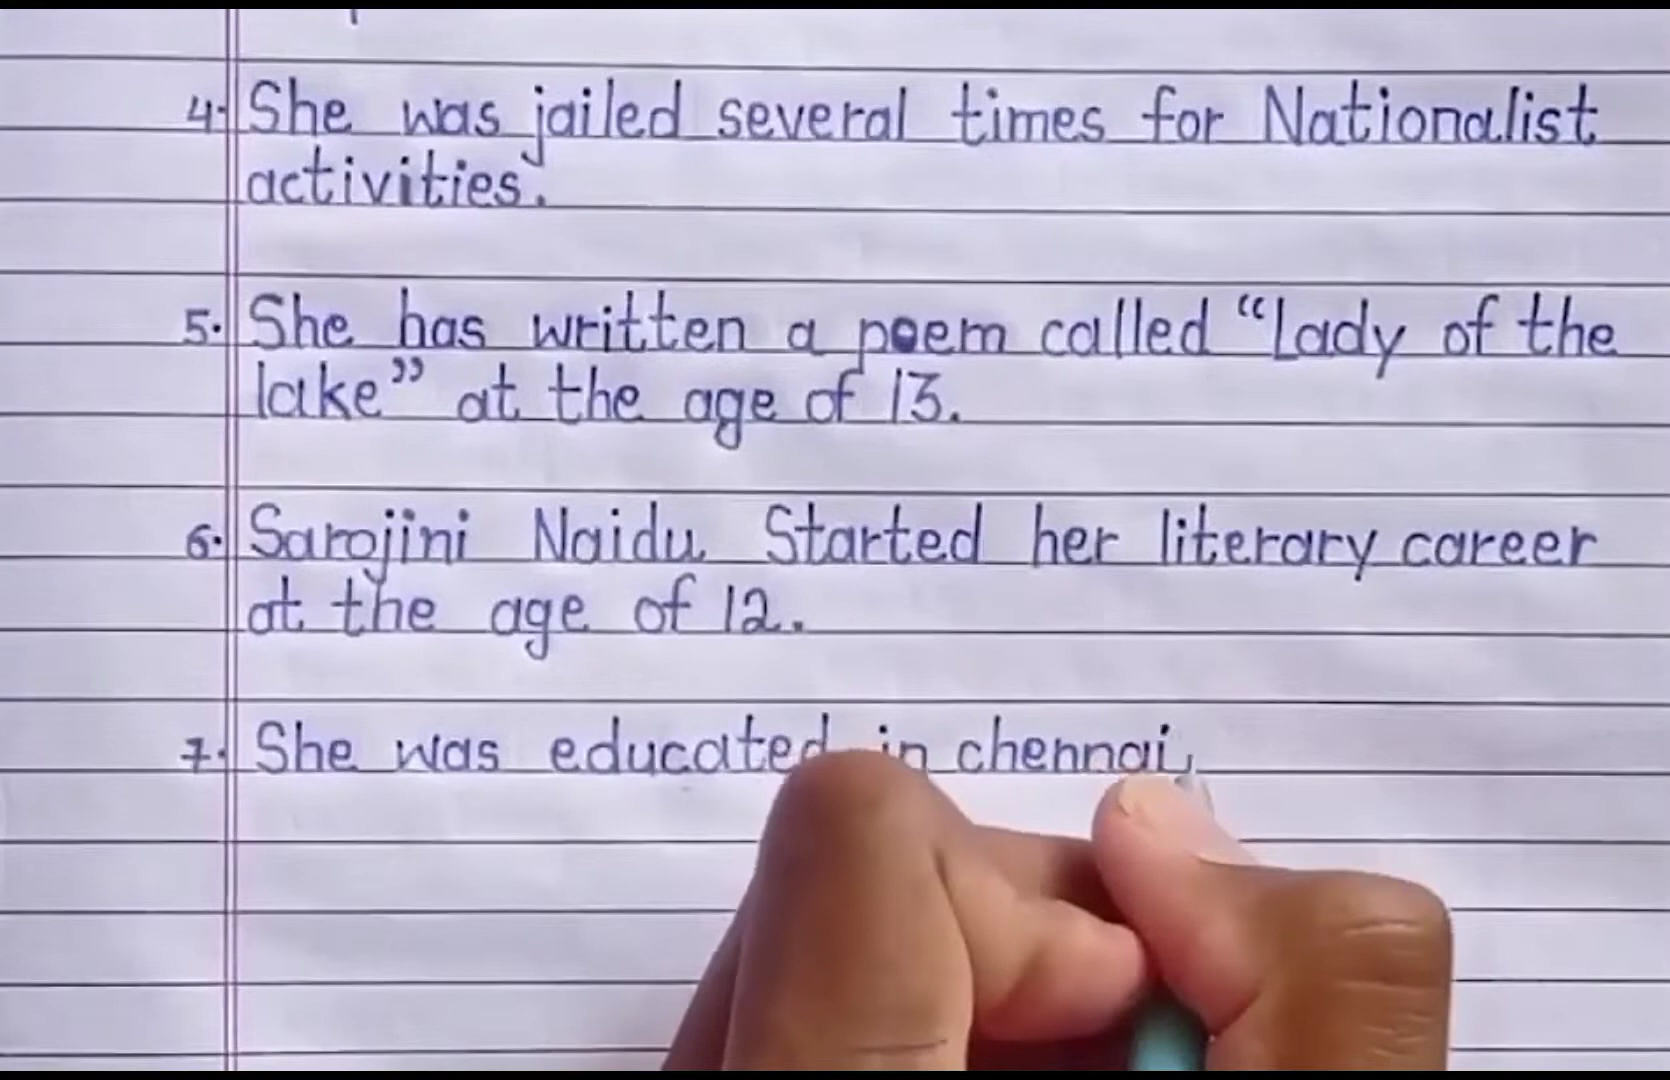 4. She was jailed several times for Nationalist
activities.
5. She has written a poem called “Lady of the
lake” at the age of 13.
6. Sarojini Naidu Started her literary career
at the age of 12.
7. She was educated in chennai,